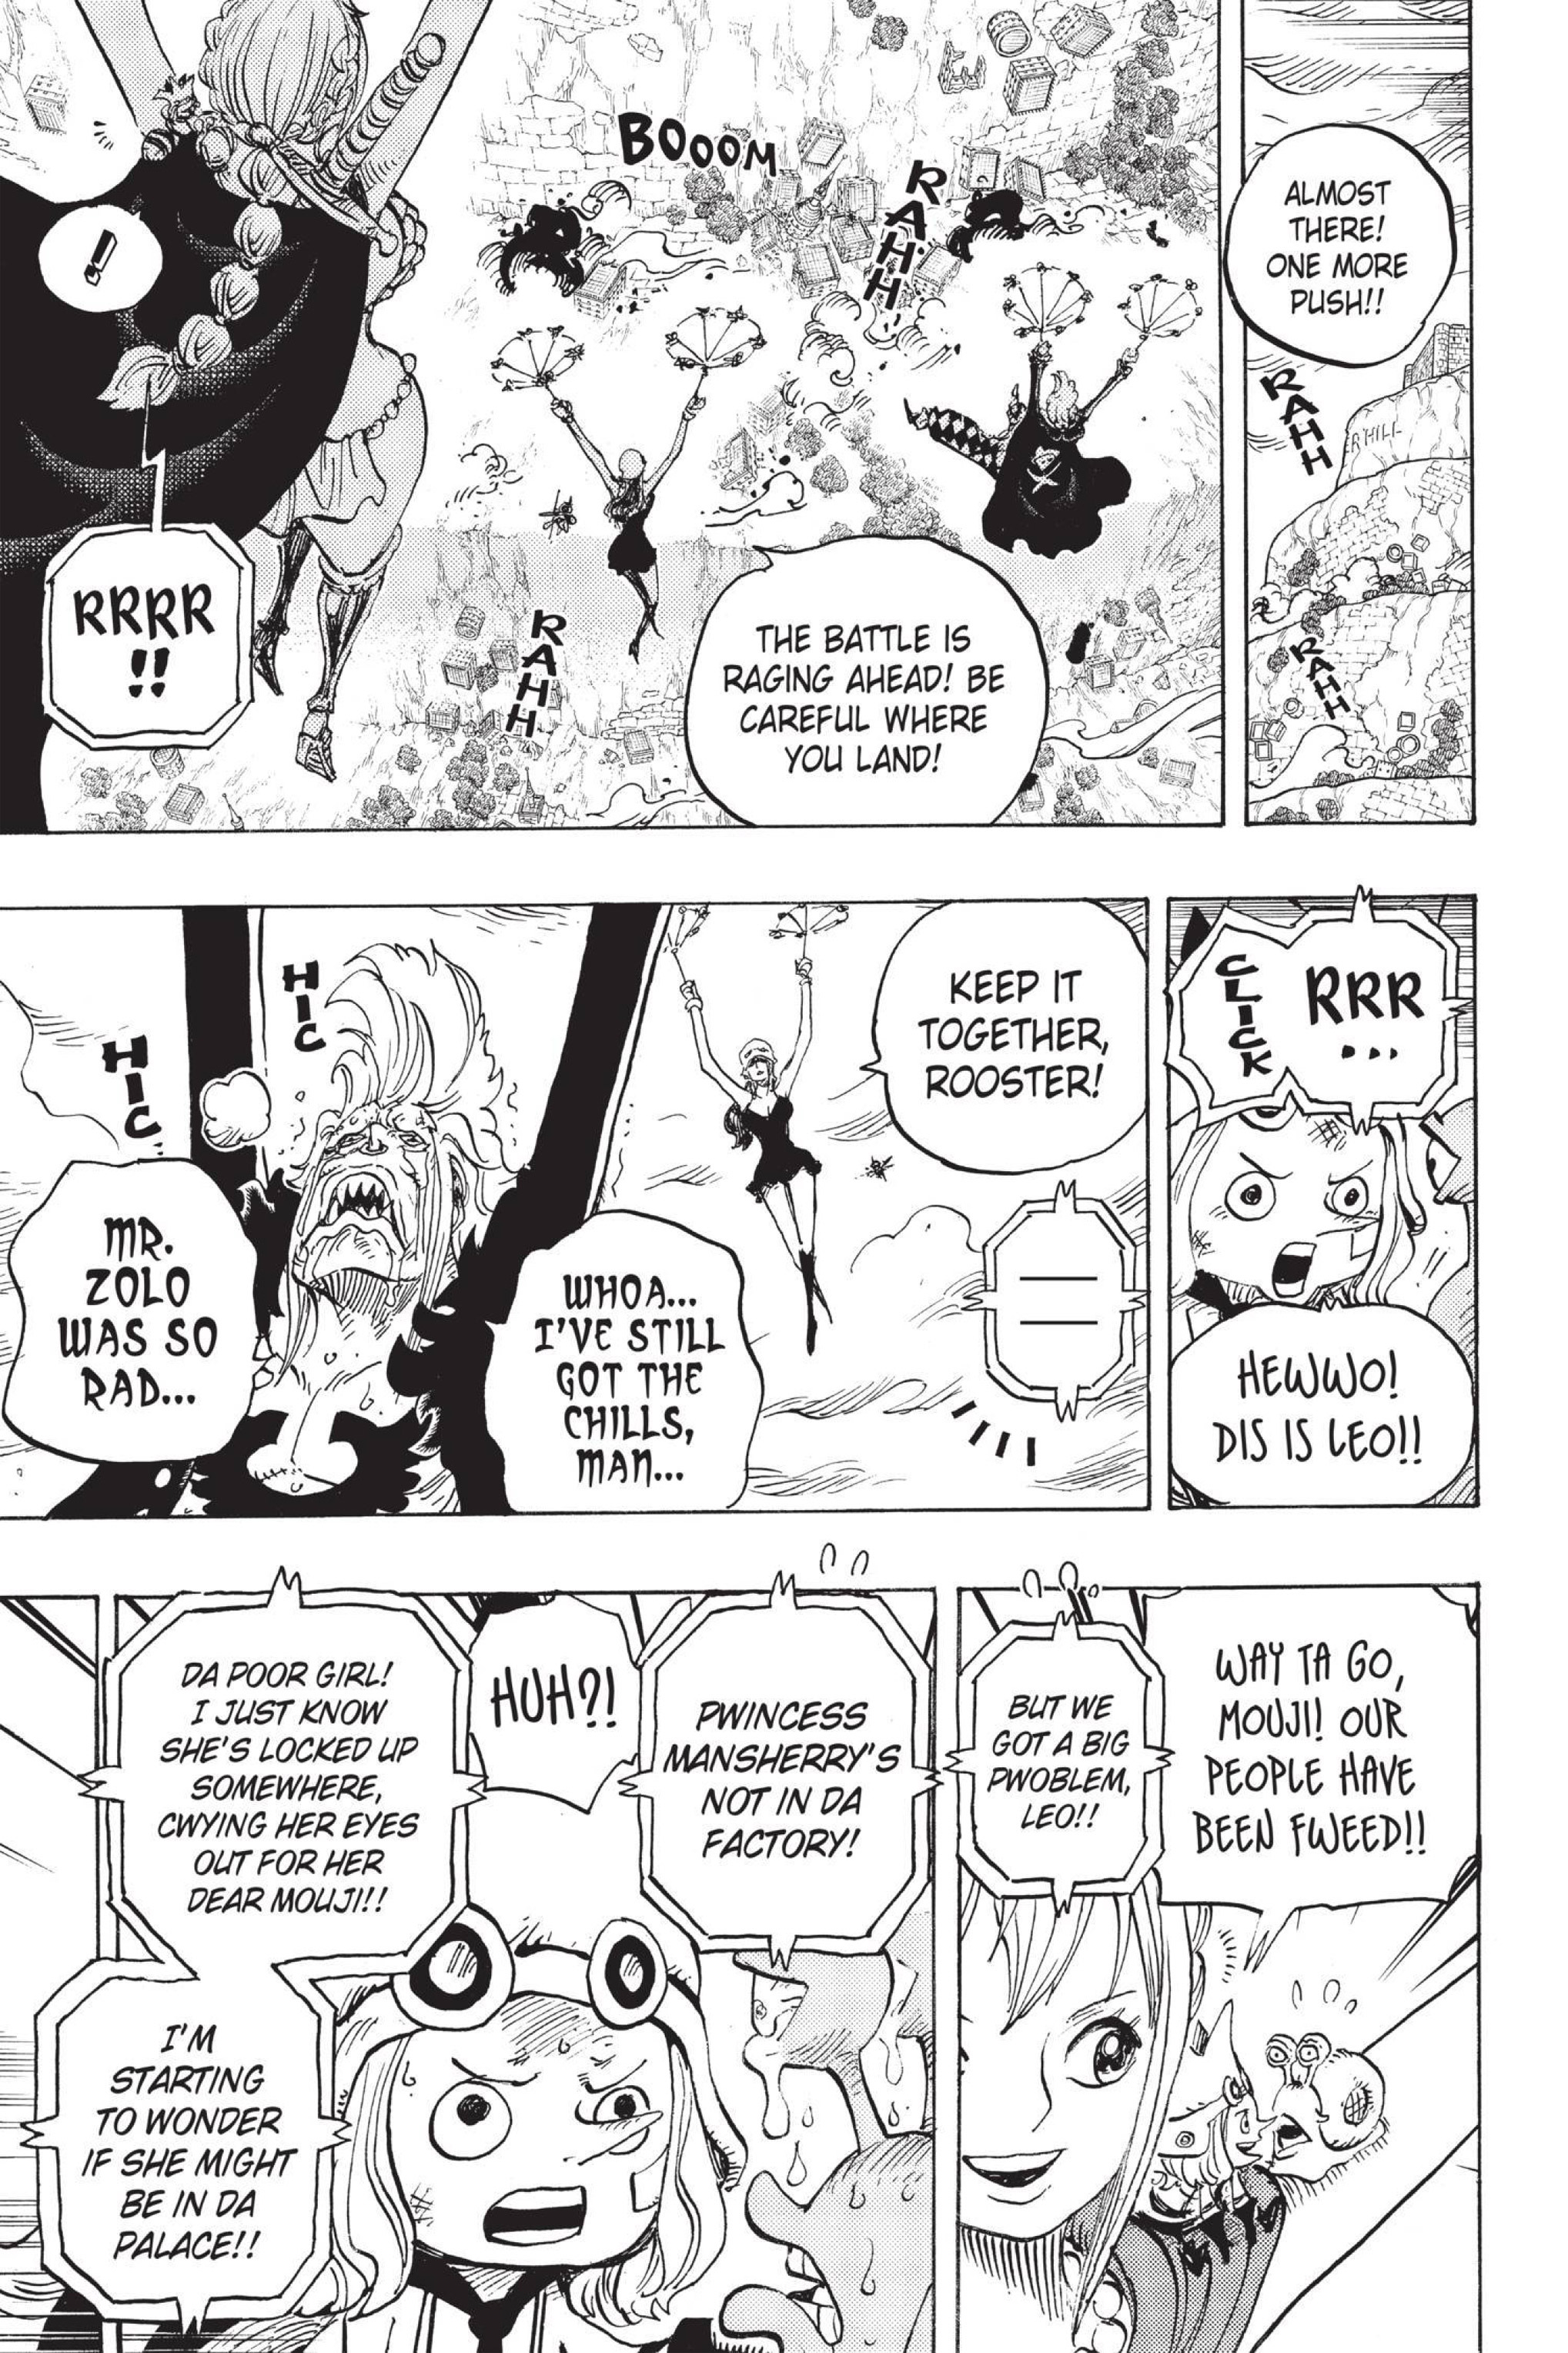 ALMOST
THERE!
ONE MORE
PUSH!!
RAHH
RAHH
BOOOM
RAHH
THE BATTLE IS
RAGING AHEAD! BE
CAREFUL WHERE
YOU LAND!
RAHH
!
RRRR
!!
RRR
...
CLICK
HEWWO!
DIS IS LEO!!
KEEP IT
TOGETHER,
ROOSTER!
WHOA...
I'VE STILL
GOT THE
CHILLS,
MAN...
HIC
HIC
MR.
ZOLO
WAS SO
RAD...
WAY TA GO,
MOUJI! OUR
PEOPLE HAVE
BEEN FWEED!!
BUT WE
GOT A BIG
PWOBLEM,
LEO!!
PWINCESS
MANSHERRY'S
NOT IN DA
FACTORY!
HUH?!
DA POOR GIRL!
I JUST KNOW
SHE'S LOCKED UP
SOMEWHERE,
CWYING HER EYES
OUT FOR HER
DEAR MOUJI!!
I'M
STARTING
TO WONDER
IF SHE MIGHT
BE IN DA
PALACE!!